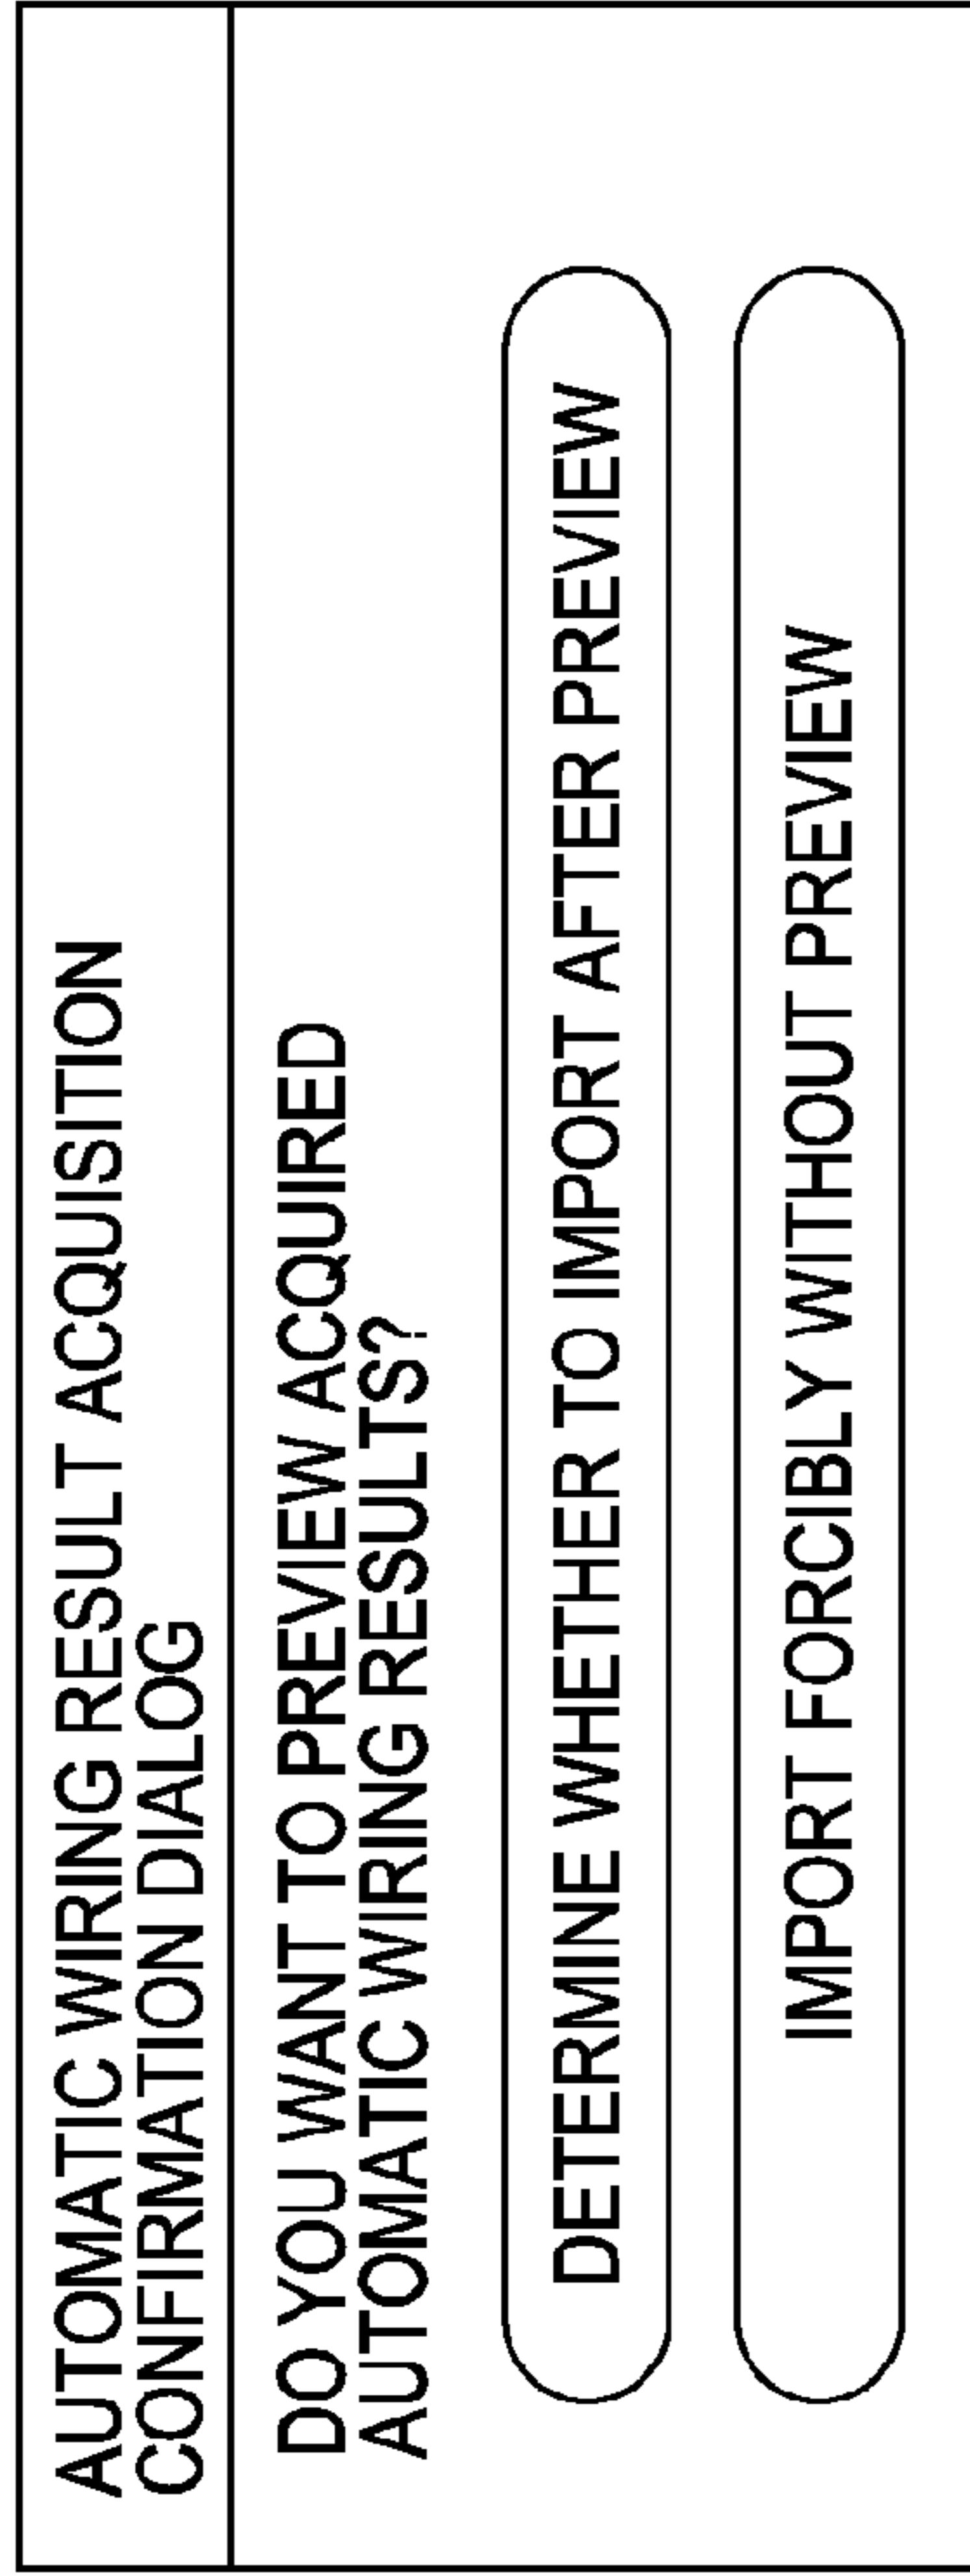 AUTOMATIC WIRING RESULT ACQUISITION
CONFIRMATION DIALOG
DO YOU WANT TO PREVIEW ACQUIRED
AUTOMATIC WIRING RESULTS?
DETERMINE WHETHER TO IMPORT AFTER PREVIEW
IMPORT FORCIBLY WITHOUT PREVIEW